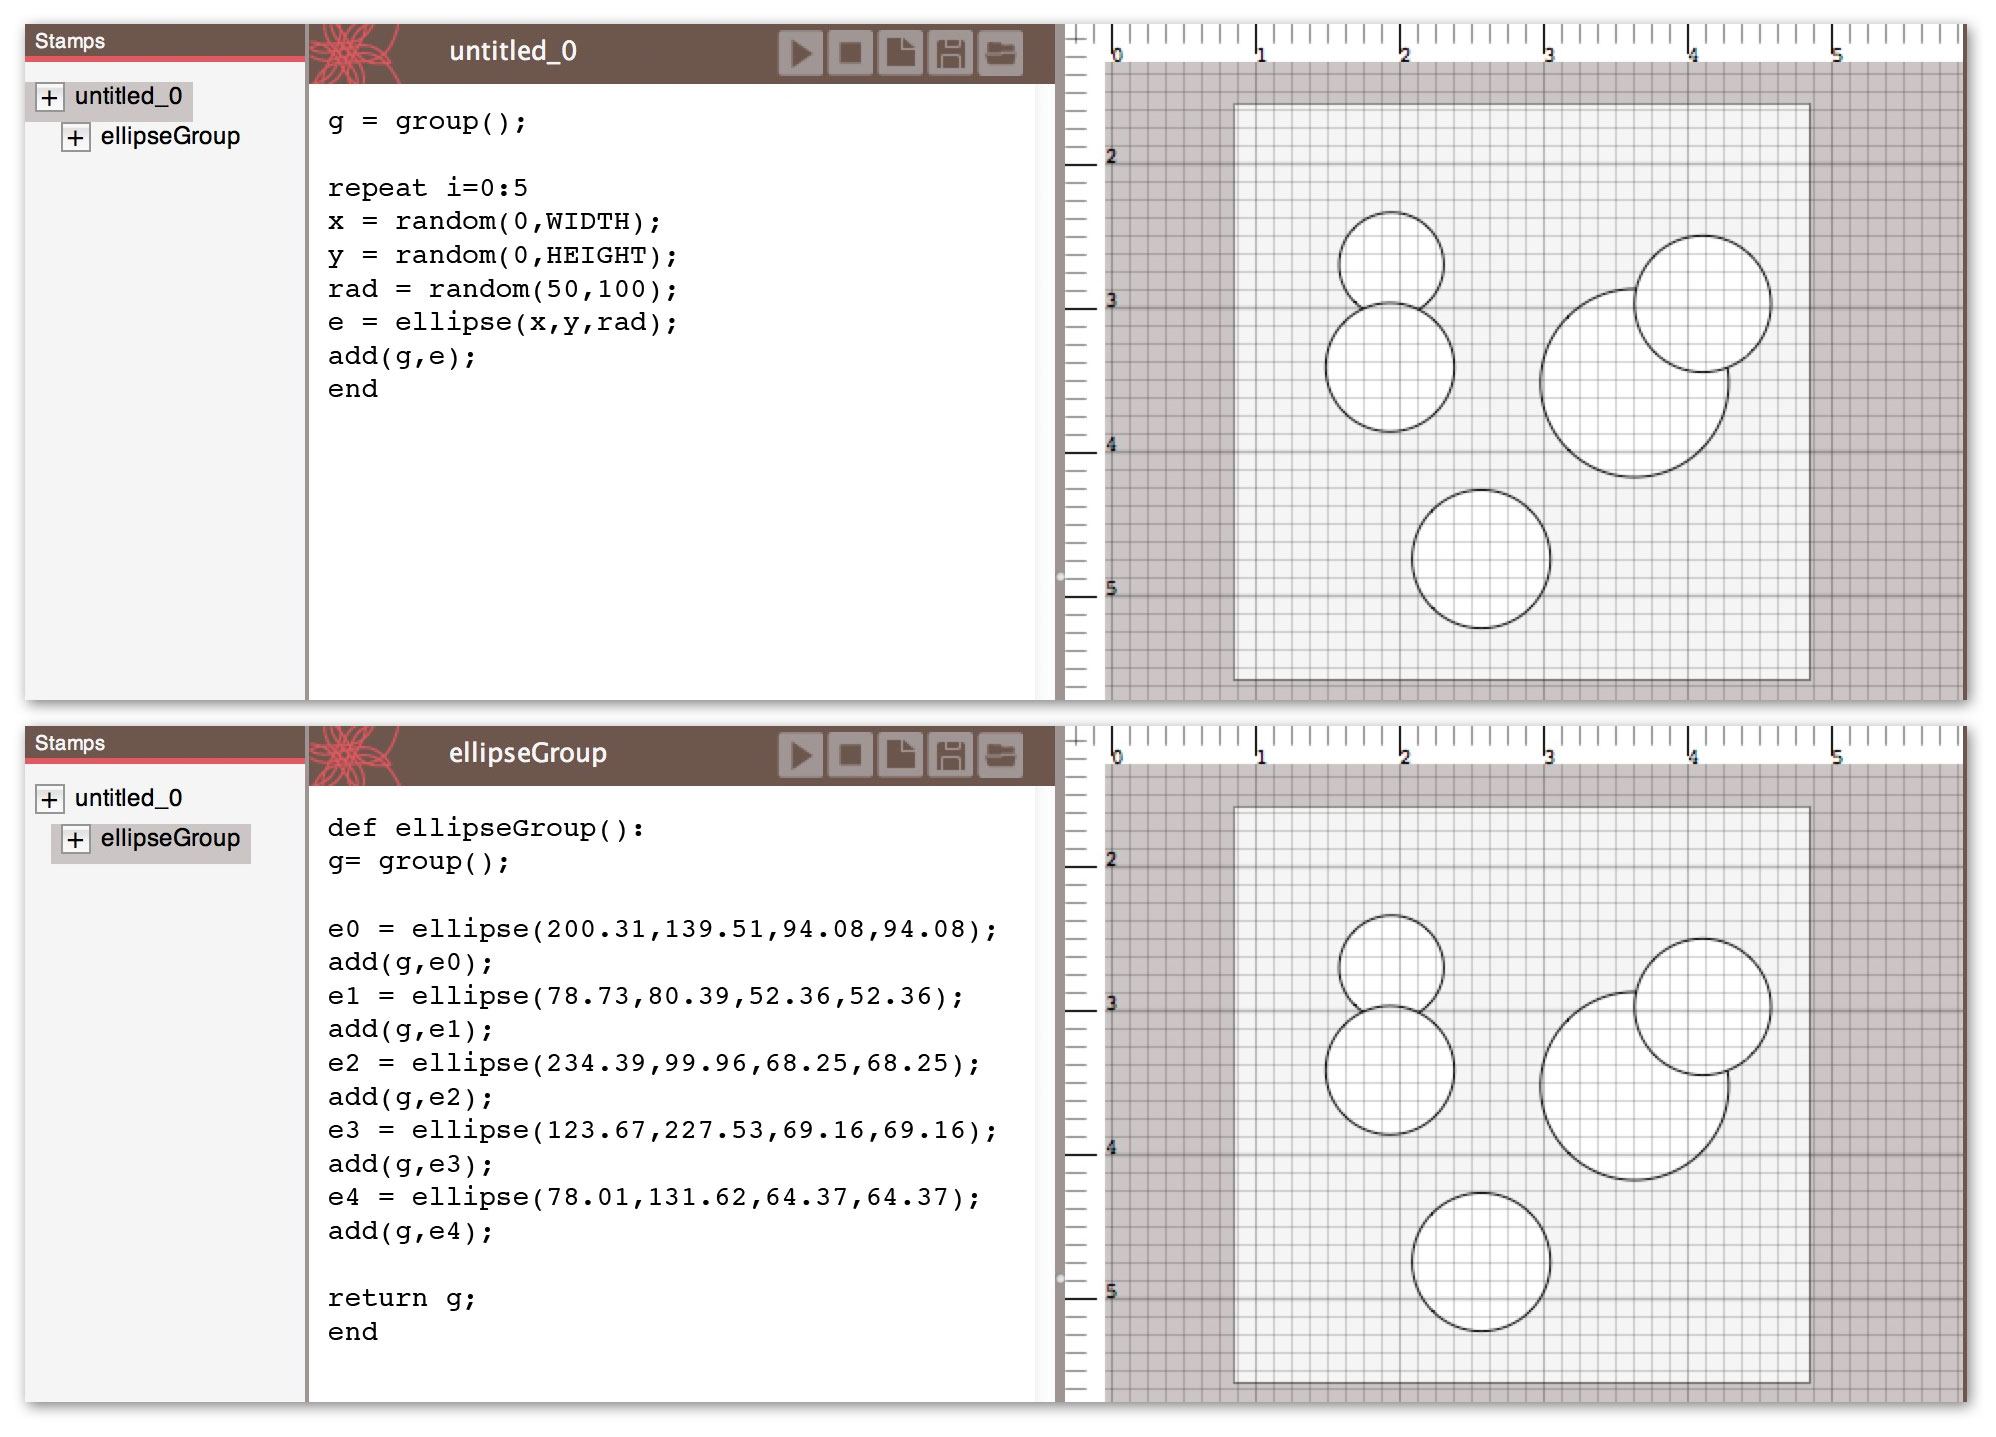 Stamps
untitled_0
ellipseGroup
untitled_0
g = group();
repeat i=0:5
x = random(0,WIDTH);
y = random(0,HEIGHT);
rad = random(50,100);
e = ellipse(x,y,rad);
add(g,e);
end
0 1 2 3 4 5
2
3
4
5
Stamps
untitled_0
ellipseGroup
ellipseGroup
def ellipseGroup():
g= group();
e0 = ellipse(200.31,139.51,94.08,94.08);
add(g,e0);
e1 = ellipse(78.73,80.39,52.36,52.36);
add(g,e1);
e2 = ellipse(234.39,99.96,68.25,68.25);
add(g,e2);
e3 = ellipse(123.67,227.53,69.16,69.16);
add(g,e3);
e4 = ellipse(78.01,131.62,64.37,64.37);
add(g,e4);
return g;
end
0 1 2 3 4 5
2
3
4
5